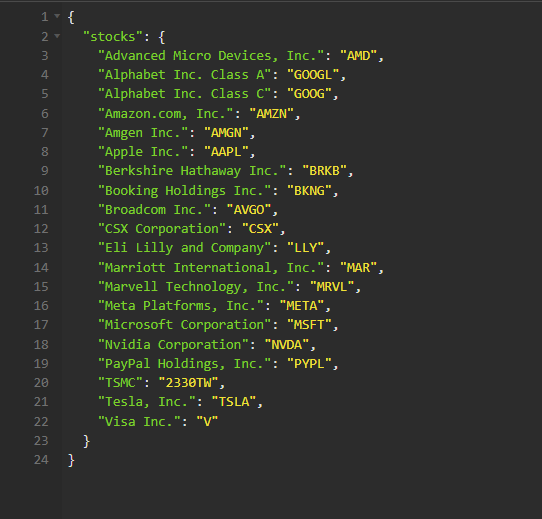 1 {
2 "stocks": {
3 "Advanced Micro Devices, Inc.": "AMD",
4 "Alphabet Inc. Class A": "GOOGL",
5 "Alphabet Inc. Class C": "GOOG",
6 "Amazon.com, Inc.": "AMZN",
7 "Amgen Inc.": "AMGN",
8 "Apple Inc.": "AAPL",
9 "Berkshire Hathaway Inc.": "BRKB",
10 "Booking Holdings Inc.": "BKNG",
11 "Broadcom Inc.": "AVGO",
12 "CSX Corporation": "CSX",
13 "Eli Lilly and Company": "LLY",
14 "Marriott International, Inc.": "MAR",
15 "Marvell Technology, Inc.": "MRVL",
16 "Meta Platforms, Inc.": "META",
17 "Microsoft Corporation": "MSFT",
18 "Nvidia Corporation": "NVDA",
19 "PayPal Holdings, Inc.": "PYPL",
20 "TSMC": "2330TW",
21 "Tesla, Inc.": "TSLA",
22 "Visa Inc.": "V"
23 }
24 }